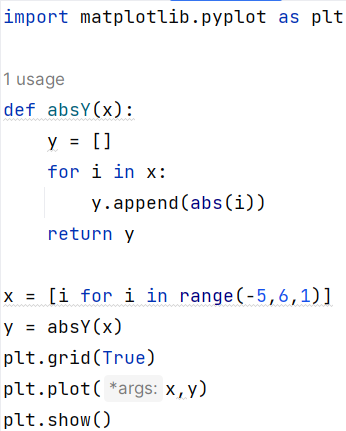 import matplotlib.pyplot as plt
1 usage
def absY(x):
    y = []
    for i in x:
        y.append(abs(i))
    return y
x = [i for i in range(-5,6,1)]
y = absY(x)
plt.grid(True)
plt.plot( *args: x,y)
plt.show()